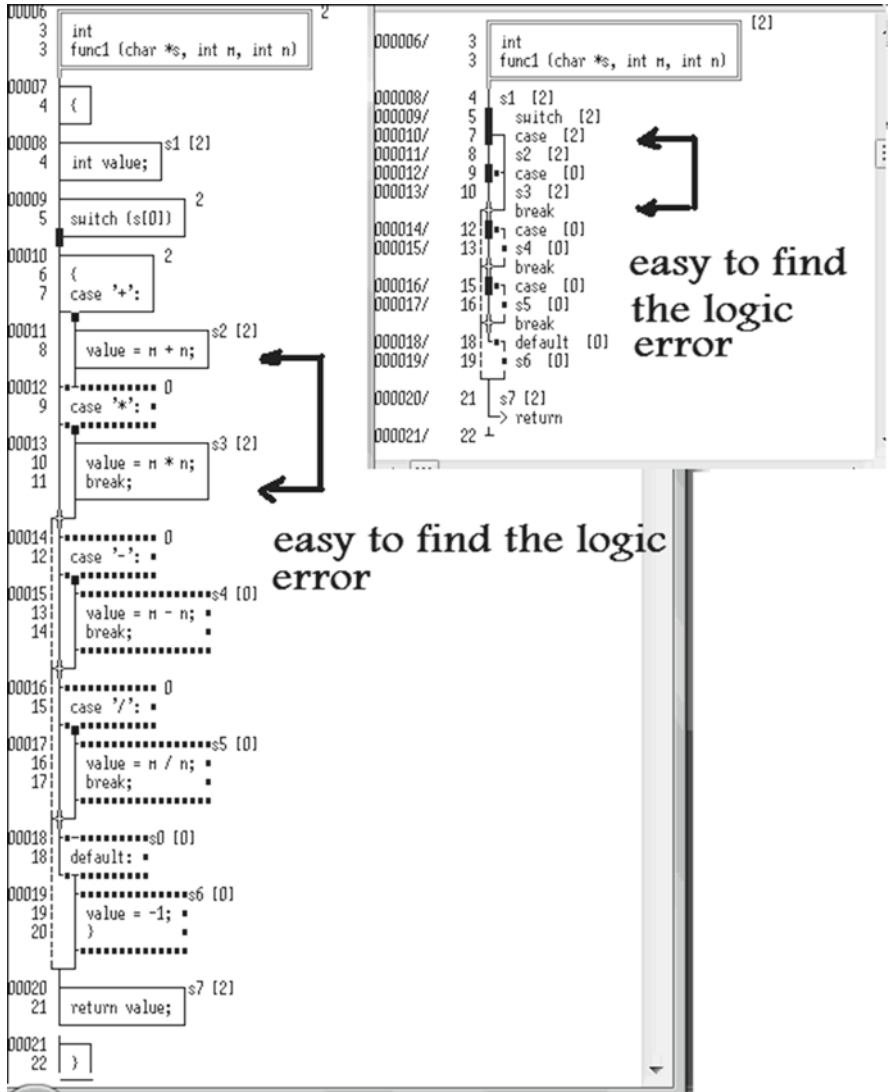 00006 2
3 int
3 func1 (char *s, int m, int n)
00007
4 {
00008 s1 [2]
4 int value;
00009 2
5 switch (s[0])
00010 2
6 {
7 case '+':
00011 s2 [2]
8 value = m + n;
00012 0
9 case '*':
00013 s3 [2]
10 value = m * n;
11 break;
00014 0
12 case '-':
00015 s4 [0]
13 value = m - n;
14 break;
00016 0
15 case '/':
00017 s5 [0]
16 value = m / n;
17 break;
00018 s0 [0]
18 default:
00019 s6 [0]
19 value = -1;
20 }
00020 s7 [2]
21 return value;
00021
22 }
easy to find the logic
error
[2]
000006/ 3 int
3 func1 (char *s, int m, int n)
000008/ 4 s1 [2]
000009/ 5 switch [2]
000010/ 7 case [2]
000011/ 8 s2 [2]
000012/ 9 case [0]
000013/ 10 s3 [2]
break
000014/ 12 case [0]
000015/ 13 s4 [0]
break
000016/ 15 case [0]
000017/ 16 s5 [0]
break
000018/ 18 default [0]
000019/ 19 s6 [0]
000020/ 21 s7 [2]
return
000021/ 22
easy to find
the logic
error